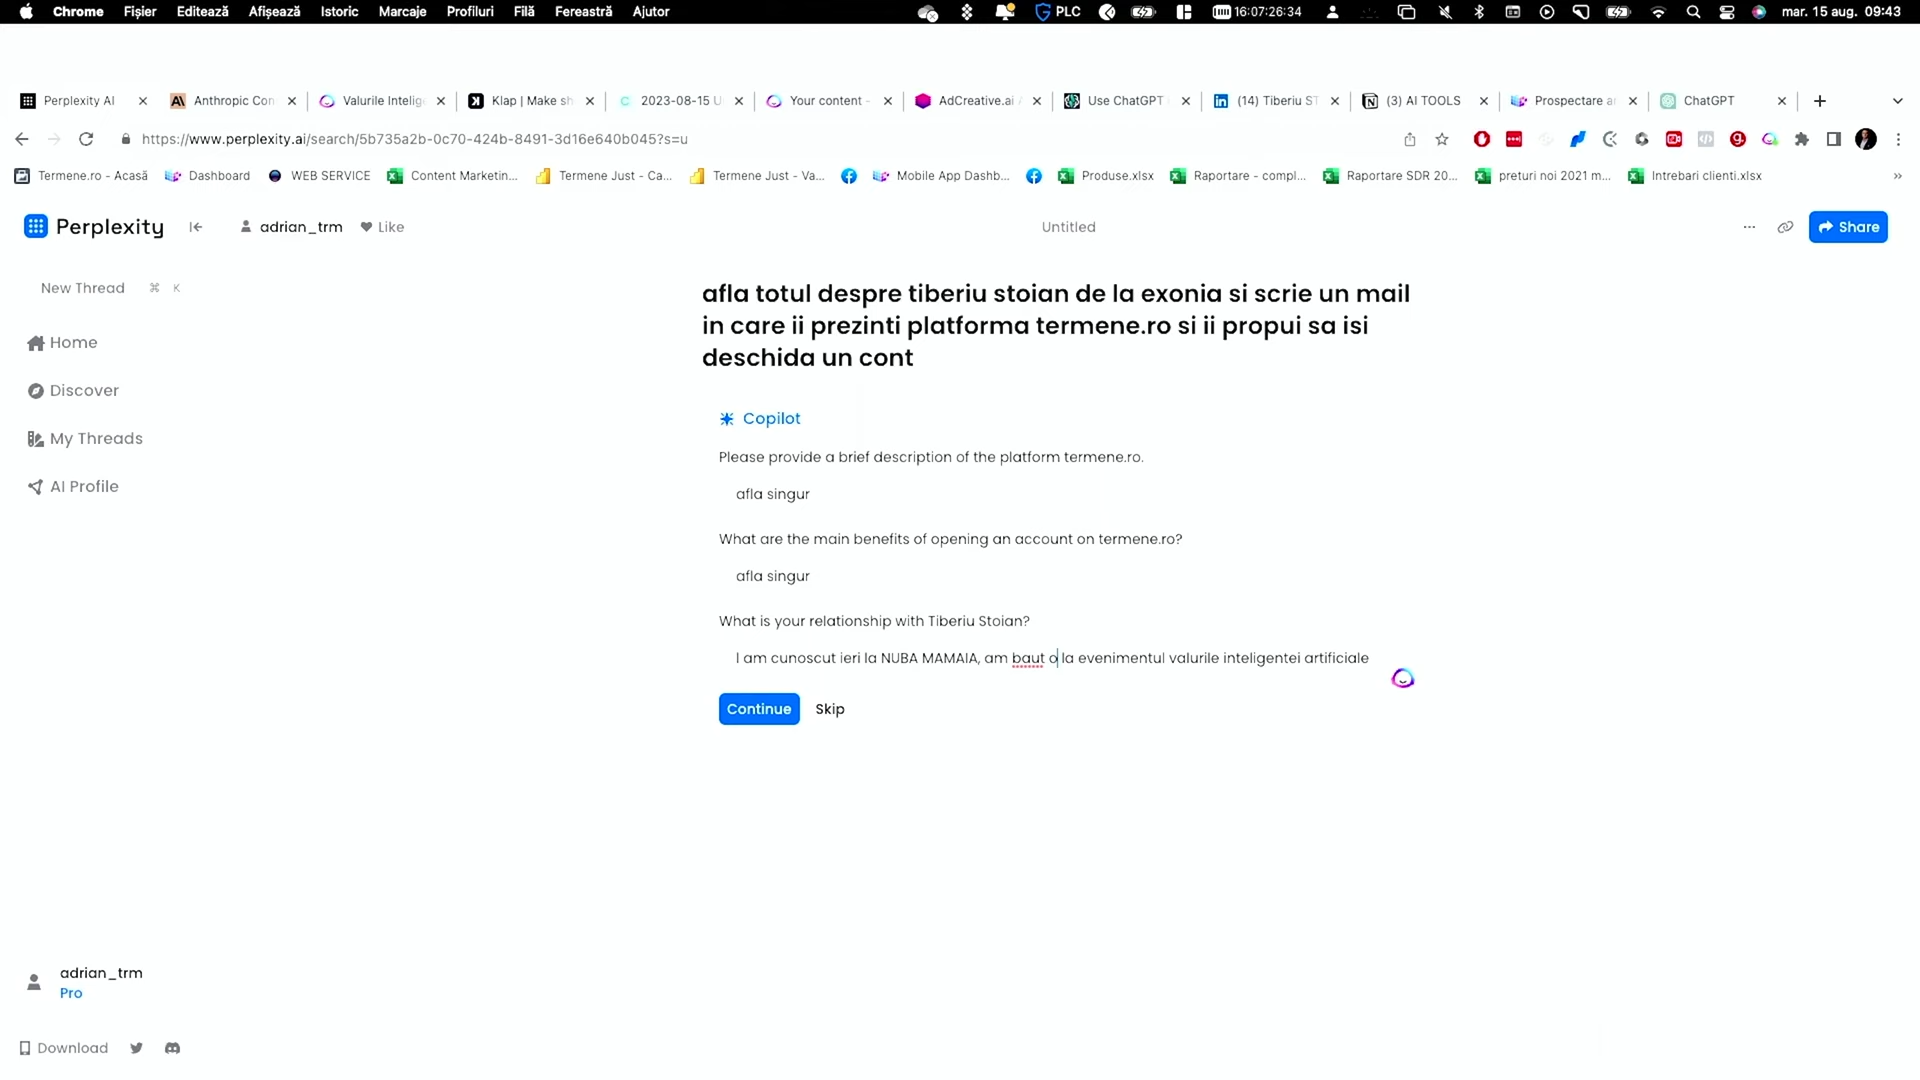 Chrome Fișier Editează Afișează Istoric Marcaje Profiluri Filă Fereastră Ajutor PLC 16:07:26:34 mar. 15 aug. 09:43
Perplexity AI Anthropic Con Valurile Intelig Klap | Make sh 2023-08-15 U Your content - AdCreative.ai Use ChatGPT (14) Tiberiu ST (3) AI TOOLS Prospectare a ChatGPT
https://www.perplexity.ai/search/5b735a2b-0c70-424b-8491-3d16e640b045?s=u
Termene.ro - Acasă Dashboard WEB SERVICE Content Marketin... Termene Just - Ca... Termene Just - Va... Mobile App Dashb... Produse.xlsx Raportare - compl... Raportare SDR 20... preturi noi 2021 m... Intrebari clienti.xlsx »
Perplexity adrian_trm Like Untitled ... Share
New Thread ⌘ K
Home
Discover
My Threads
AI Profile
afla totul despre tiberiu stoian de la exonia si scrie un mail
in care ii prezinti platforma termene.ro si ii propui sa isi
deschida un cont
Copilot
Please provide a brief description of the platform termene.ro.
afla singur
What are the main benefits of opening an account on termene.ro?
afla singur
What is your relationship with Tiberiu Stoian?
l am cunoscut ieri la NUBA MAMAIA, am baut o la evenimentul valurile inteligentei artificiale
Continue Skip
adrian_trm
Pro
Download